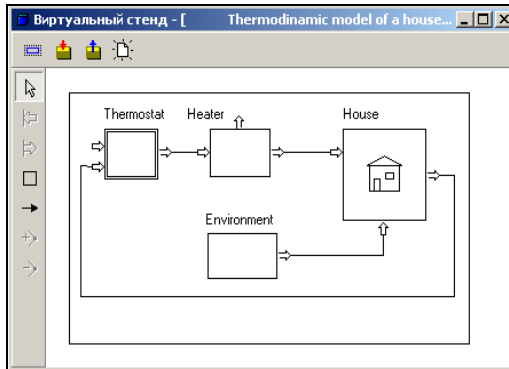 Виртуальный стенд - [ Thermodinamic model of a house...
Thermostat Heater House
Environment